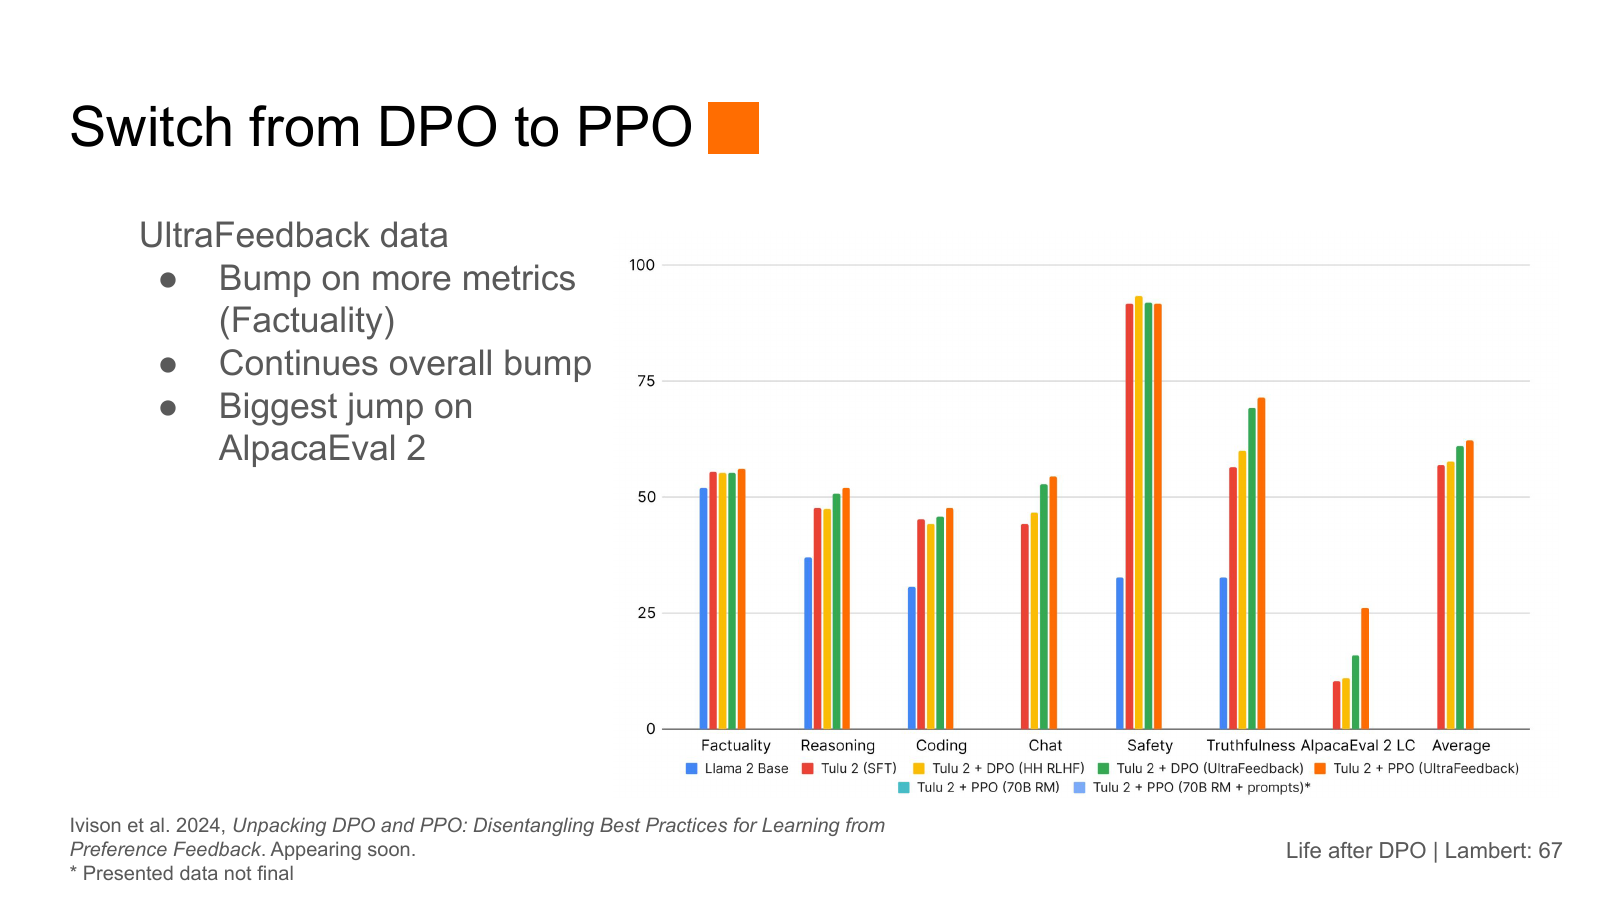 Switch from DPO to PPO
UltraFeedback data
● Bump on more metrics
(Factuality)
● Continues overall bump
● Biggest jump on
AlpacaEval 2
100
75
50
25
0
Factuality Reasoning Coding Chat Safety Truthfulness AlpacaEval 2 LC Average
Llama 2 Base Tulu 2 (SFT) Tulu 2 + DPO (HH RLHF) Tulu 2 + DPO (UltraFeedback) Tulu 2 + PPO (UltraFeedback)
Tulu 2 + PPO (70B RM) Tulu 2 + PPO (70B RM + prompts)*
Ivison et al. 2024, Unpacking DPO and PPO: Disentangling Best Practices for Learning from
Preference Feedback. Appearing soon.
* Presented data not final
Life after DPO | Lambert: 67